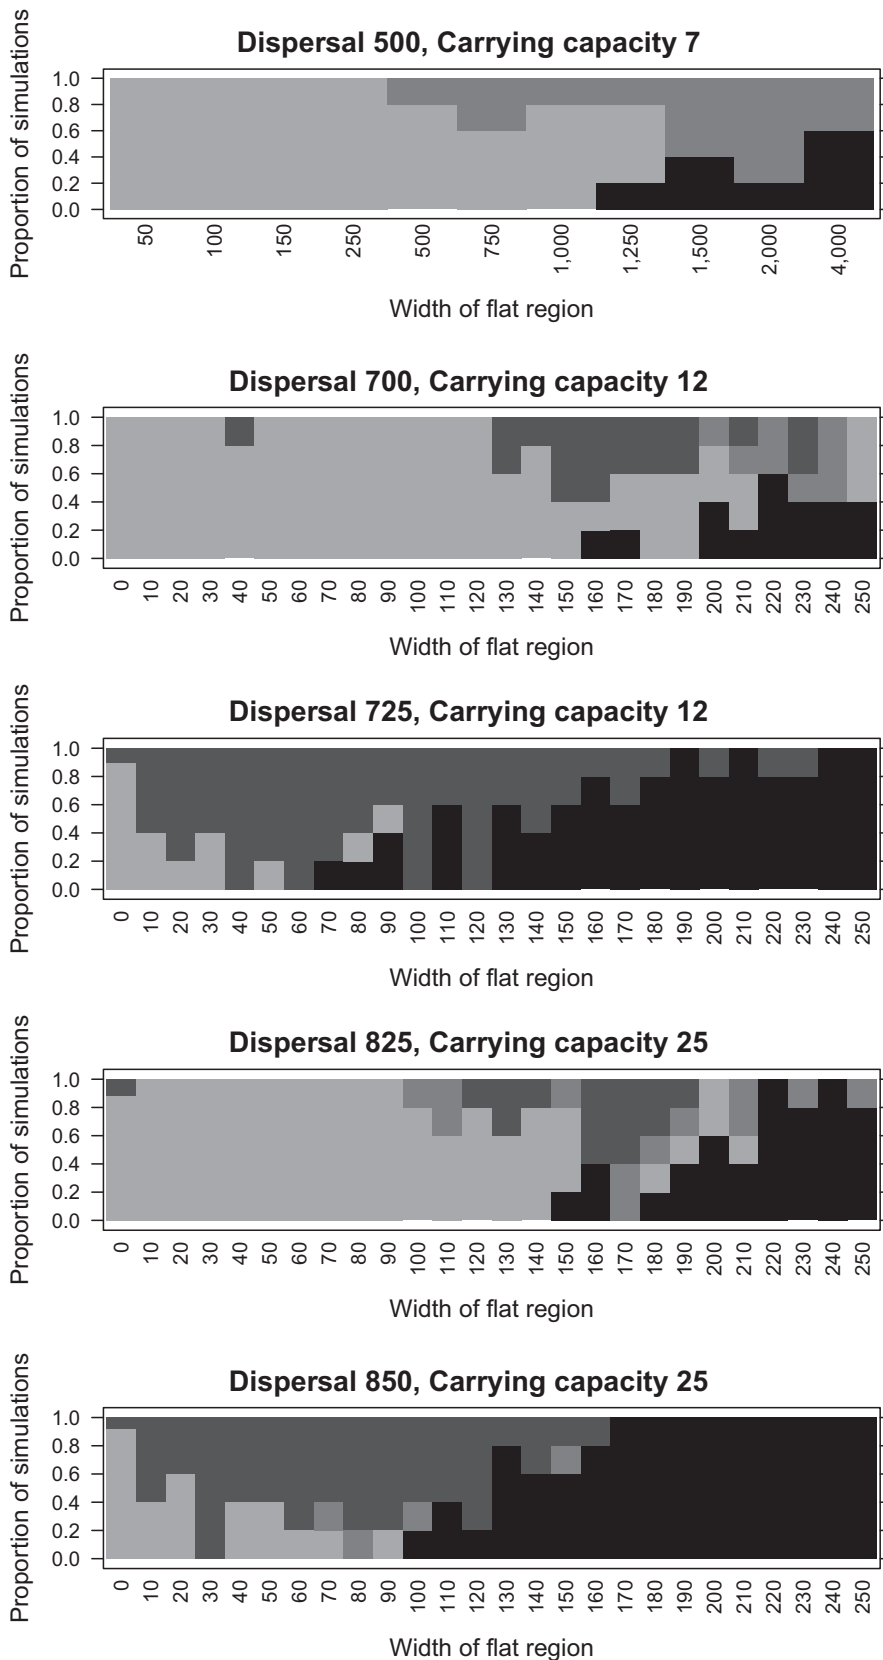 Dispersal 500, Carrying capacity 7
Proportion of simulations
1.0
0.8
0.6
0.4
0.2
0.0
50 100 150 250 500 750 1,000 1,250 1,500 2,000 4,000
Width of flat region
Dispersal 700, Carrying capacity 12
Proportion of simulations
1.0
0.8
0.6
0.4
0.2
0.0
0 10 20 30 40 50 60 70 80 90 100 110 120 130 140 150 160 170 180 190 200 210 220 230 240 250
Width of flat region
Dispersal 725, Carrying capacity 12
Proportion of simulations
1.0
0.8
0.6
0.4
0.2
0.0
0 10 20 30 40 50 60 70 80 90 100 110 120 130 140 150 160 170 180 190 200 210 220 230 240 250
Width of flat region
Dispersal 825, Carrying capacity 25
Proportion of simulations
1.0
0.8
0.6
0.4
0.2
0.0
0 10 20 30 40 50 60 70 80 90 100 110 120 130 140 150 160 170 180 190 200 210 220 230 240 250
Width of flat region
Dispersal 850, Carrying capacity 25
Proportion of simulations
1.0
0.8
0.6
0.4
0.2
0.0
0 10 20 30 40 50 60 70 80 90 100 110 120 130 140 150 160 170 180 190 200 210 220 230 240 250
Width of flat region